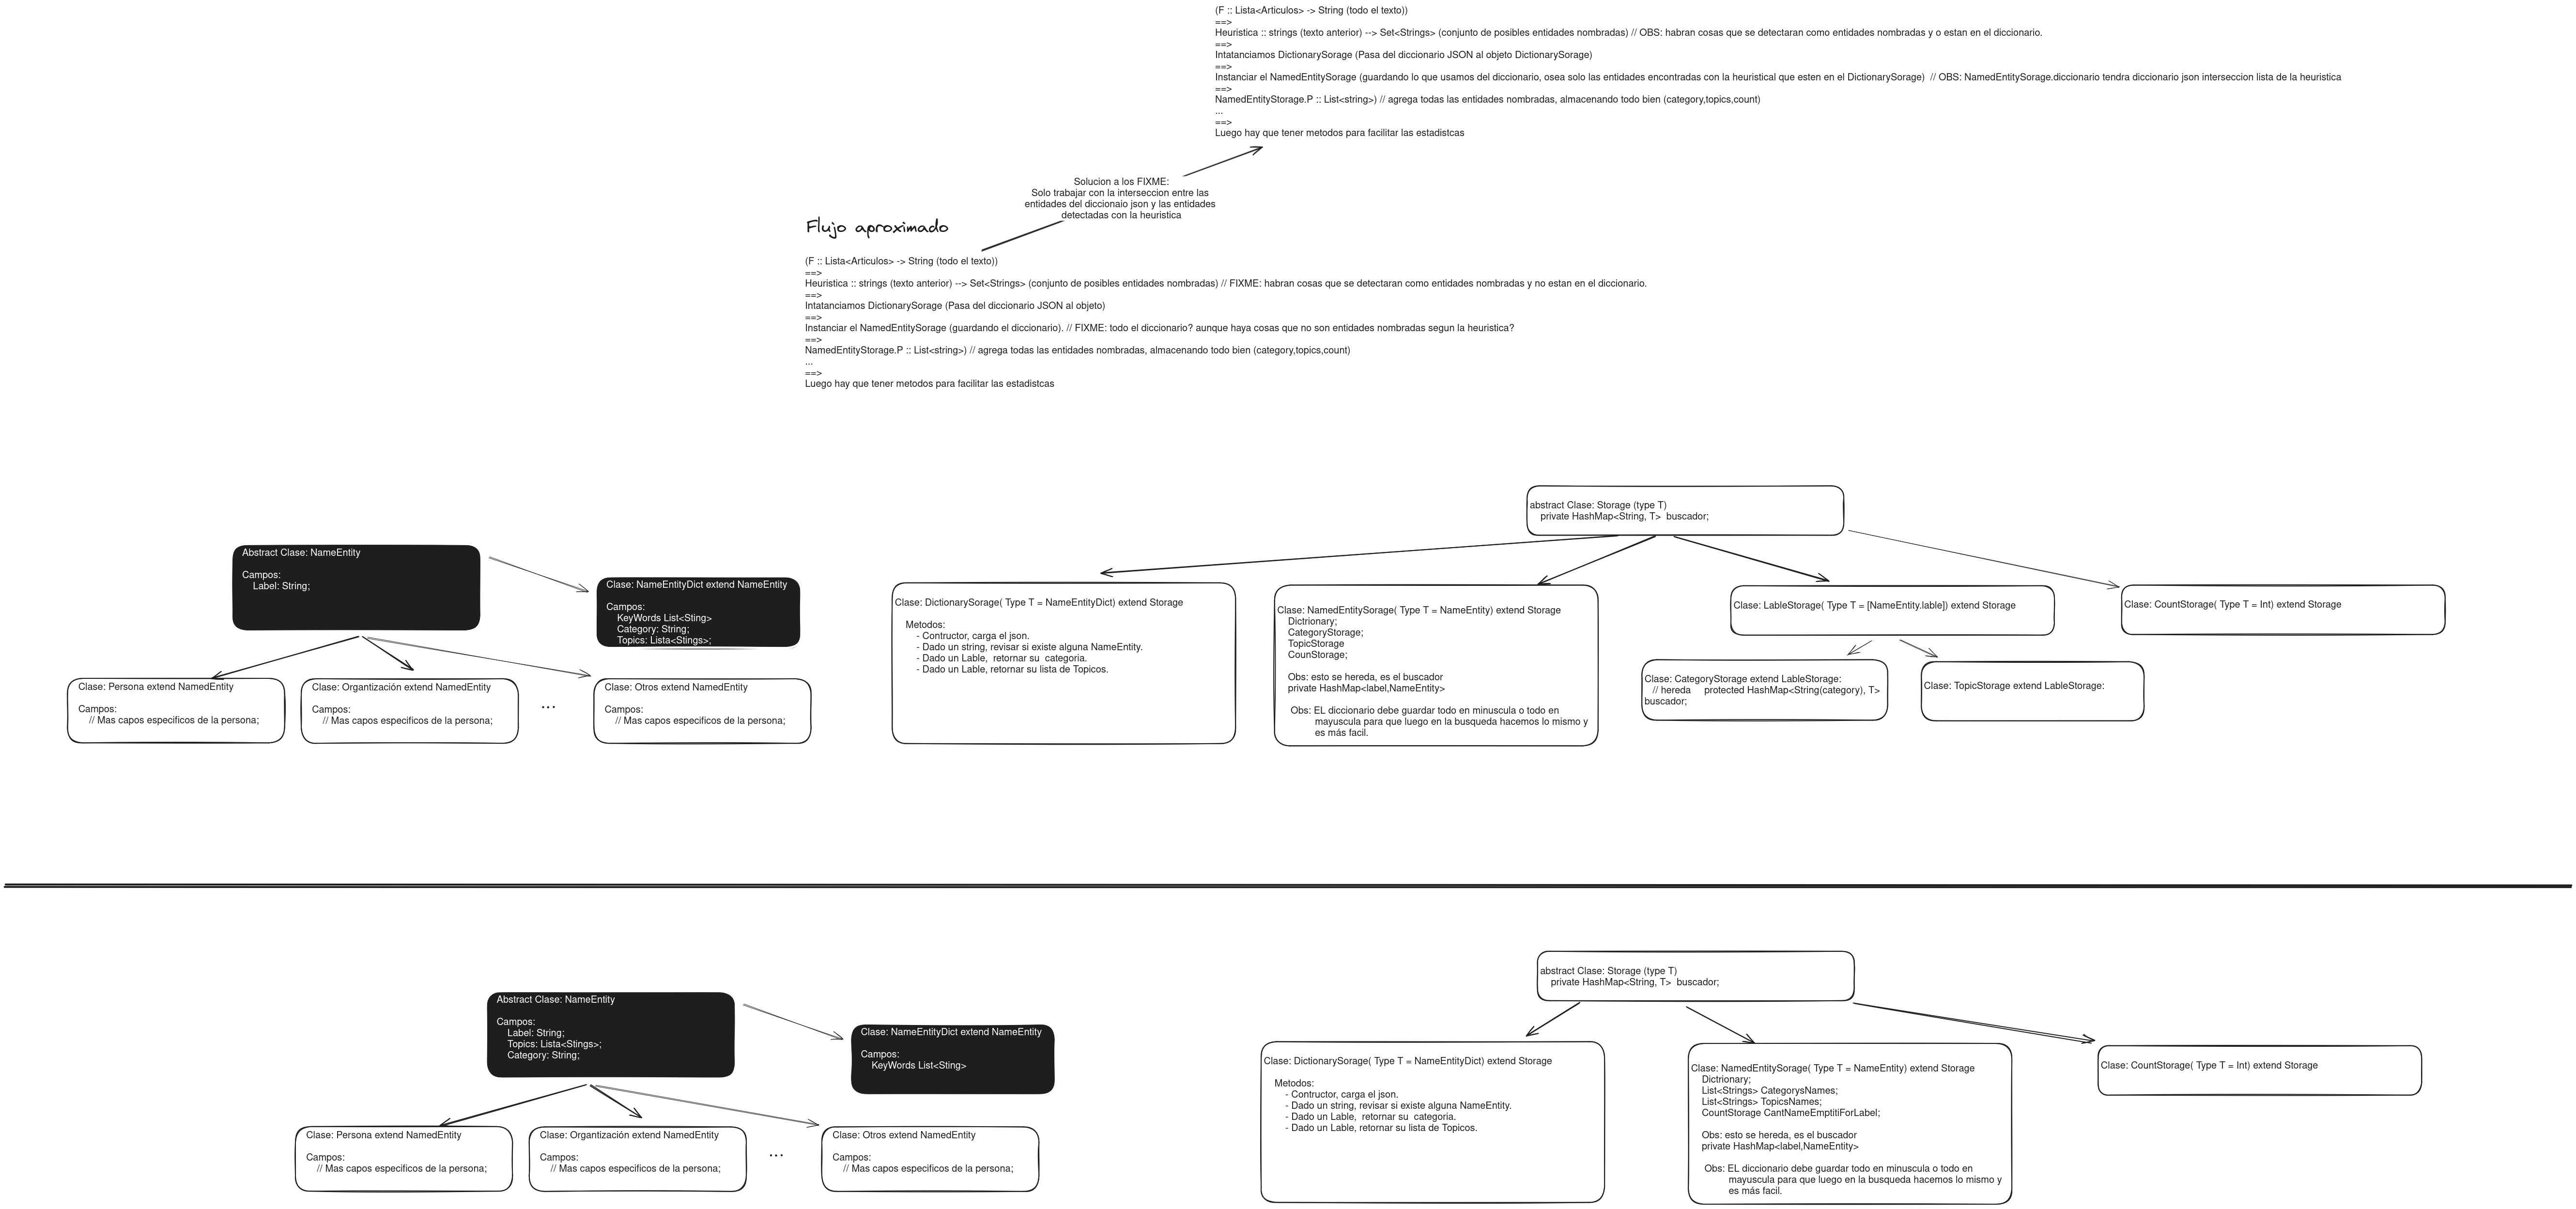 (F :: Lista<Articulos> -> String (todo el texto))
==>
Heuristica :: strings (texto anterior) --> Set<Strings> (conjunto de posibles entidades nombradas) // OBS: habran cosas que se detectaran como entidades nombradas y o estan en el diccionario.
==>
Intatanciamos DictionarySorage (Pasa del diccionario JSON al objeto DictionarySorage)
==>
Instanciar el NamedEntitySorage (guardando lo que usamos del diccionario, osea solo las entidades encontradas con la heuristical que esten en el DictionarySorage)  // OBS: NamedEntitySorage.diccionario tendra diccionario json interseccion lista de la heuristica
==>
NamedEntityStorage.P :: List<string>) // agrega todas las entidades nombradas, almacenando todo bien (category,topics,count)
...
==>
Luego hay que tener metodos para facilitar las estadistcas
Solucion a los FIXME:
Solo trabajar con la interseccion entre las
entidades del diccionaio json y las entidades
detectadas con la heuristica
Flujo aproximado
(F :: Lista<Articulos> -> String (todo el texto))
==>
Heuristica :: strings (texto anterior) --> Set<Strings> (conjunto de posibles entidades nombradas) // FIXME: habran cosas que se detectaran como entidades nombradas y no estan en el diccionario.
==>
Intatanciamos DictionarySorage (Pasa del diccionario JSON al objeto)
==>
Instanciar el NamedEntitySorage (guardando el diccionario). // FIXME: todo el diccionario? aunque haya cosas que no son entidades nombradas segun la heuristica?
==>
NamedEntityStorage.P :: List<string>) // agrega todas las entidades nombradas, almacenando todo bien (category,topics,count)
...
==>
Luego hay que tener metodos para facilitar las estadistcas
abstract Clase: Storage (type T)
private HashMap<String, T>  buscador;
Abstract Clase: NameEntity
Campos:
Label: String;
Clase: NameEntityDict extend NameEntity
Campos:
KeyWords List<Sting>
Category: String;
Topics: Lista<Stings>;
Clase: Persona extend NamedEntity
Campos:
// Mas capos especificos de la persona;
Clase: Organtización extend NamedEntity
Campos:
// Mas capos especificos de la persona;
...
Clase: Otros extend NamedEntity
Campos:
// Mas capos especificos de la persona;
Clase: DictionarySorage( Type T = NameEntityDict) extend Storage
Metodos:
- Contructor, carga el json.
- Dado un string, revisar si existe alguna NameEntity.
- Dado un Lable,  retornar su  categoria.
- Dado un Lable, retornar su lista de Topicos.
Clase: NamedEntitySorage( Type T = NameEntity) extend Storage
Dictrionary;
CategoryStorage;
TopicStorage
CounStorage;
Obs: esto se hereda, es el buscador
private HashMap<label,NameEntity>
Obs: EL diccionario debe guardar todo en minuscula o todo en
mayuscula para que luego en la busqueda hacemos lo mismo y
es más facil.
Clase: LableStorage( Type T = [NameEntity.lable]) extend Storage
Clase: CategoryStorage extend LableStorage:
// hereda     protected HashMap<String(category), T>
buscador;
Clase: TopicStorage extend LableStorage:
Clase: CountStorage( Type T = Int) extend Storage
abstract Clase: Storage (type T)
private HashMap<String, T>  buscador;
Abstract Clase: NameEntity
Campos:
Label: String;
Topics: Lista<Stings>;
Category: String;
Clase: NameEntityDict extend NameEntity
Campos:
KeyWords List<Sting>
Clase: Persona extend NamedEntity
Campos:
// Mas capos especificos de la persona;
Clase: Organtización extend NamedEntity
Campos:
// Mas capos especificos de la persona;
...
Clase: Otros extend NamedEntity
Campos:
// Mas capos especificos de la persona;
Clase: DictionarySorage( Type T = NameEntityDict) extend Storage
Metodos:
- Contructor, carga el json.
- Dado un string, revisar si existe alguna NameEntity.
- Dado un Lable,  retornar su  categoria.
- Dado un Lable, retornar su lista de Topicos.
Clase: NamedEntitySorage( Type T = NameEntity) extend Storage
Dictrionary;
List<Strings> CategorysNames;
List<Strings> TopicsNames;
CountStorage CantNameEmptitiForLabel;
Obs: esto se hereda, es el buscador
private HashMap<label,NameEntity>
Obs: EL diccionario debe guardar todo en minuscula o todo en
mayuscula para que luego en la busqueda hacemos lo mismo y
es más facil.
Clase: CountStorage( Type T = Int) extend Storage